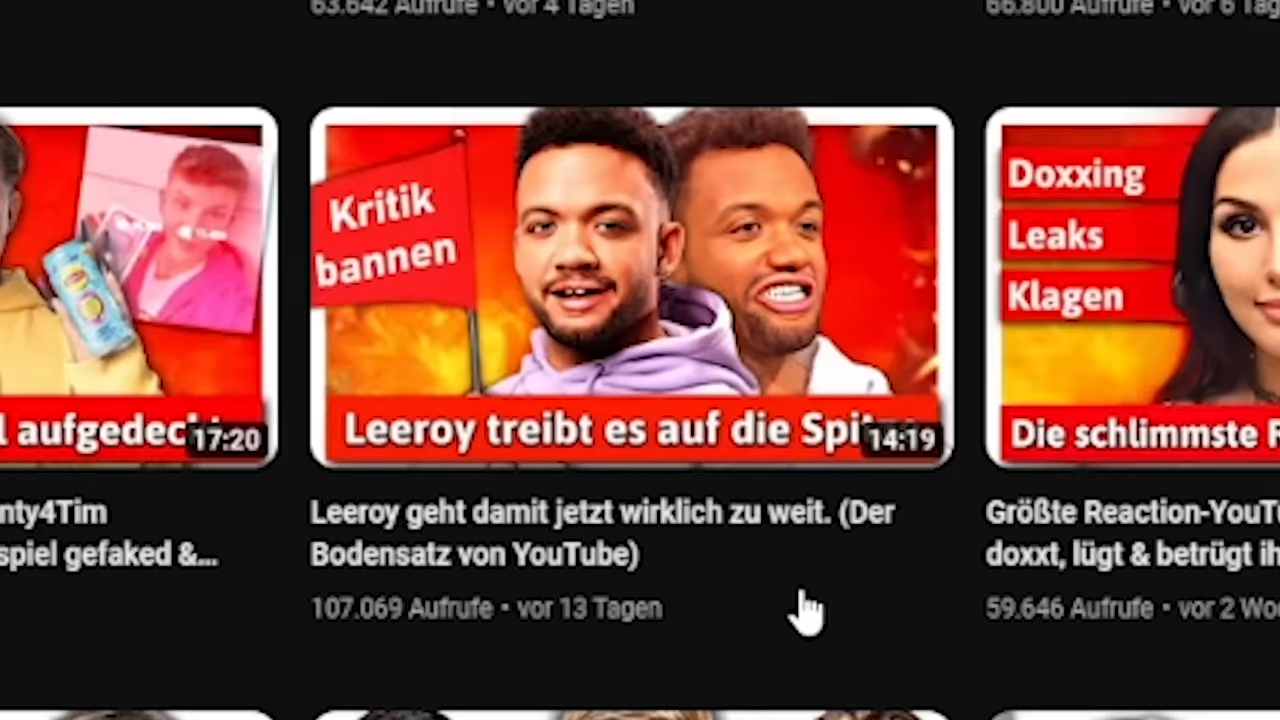 63.642 Aufrufe • vor 4 Tagen
66.800 Aufrufe • vor 6
Kritik
bannen
Doxxing
Leaks
Klagen
l aufgedec
17:20
Leeroy treibt es auf die Spi
14:19
Die schlimmste
nty4Tim
spiel gefaked &...
Leeroy geht damit jetzt wirklich zu weit. (Der
Bodensatz von YouTube)
107.069 Aufrufe • vor 13 Tagen
Größte Reaction-YouT
doxxt, lügt & betrügt ih
59.646 Aufrufe • vor 2 Wo